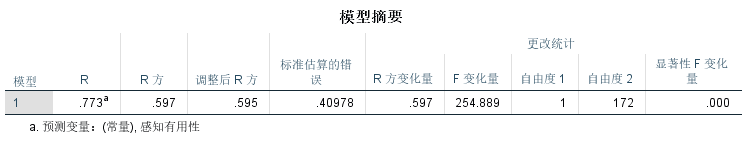 模型摘要
更改统计
模型 R R 方 调整后 R 方 标准估算的错误 R 方变化量 F 变化量 自由度 1 自由度 2 显著性 F 变化量
1 .773a .597 .595 .40978 .597 254.889 1 172 .000
a. 预测变量：(常量), 感知有用性